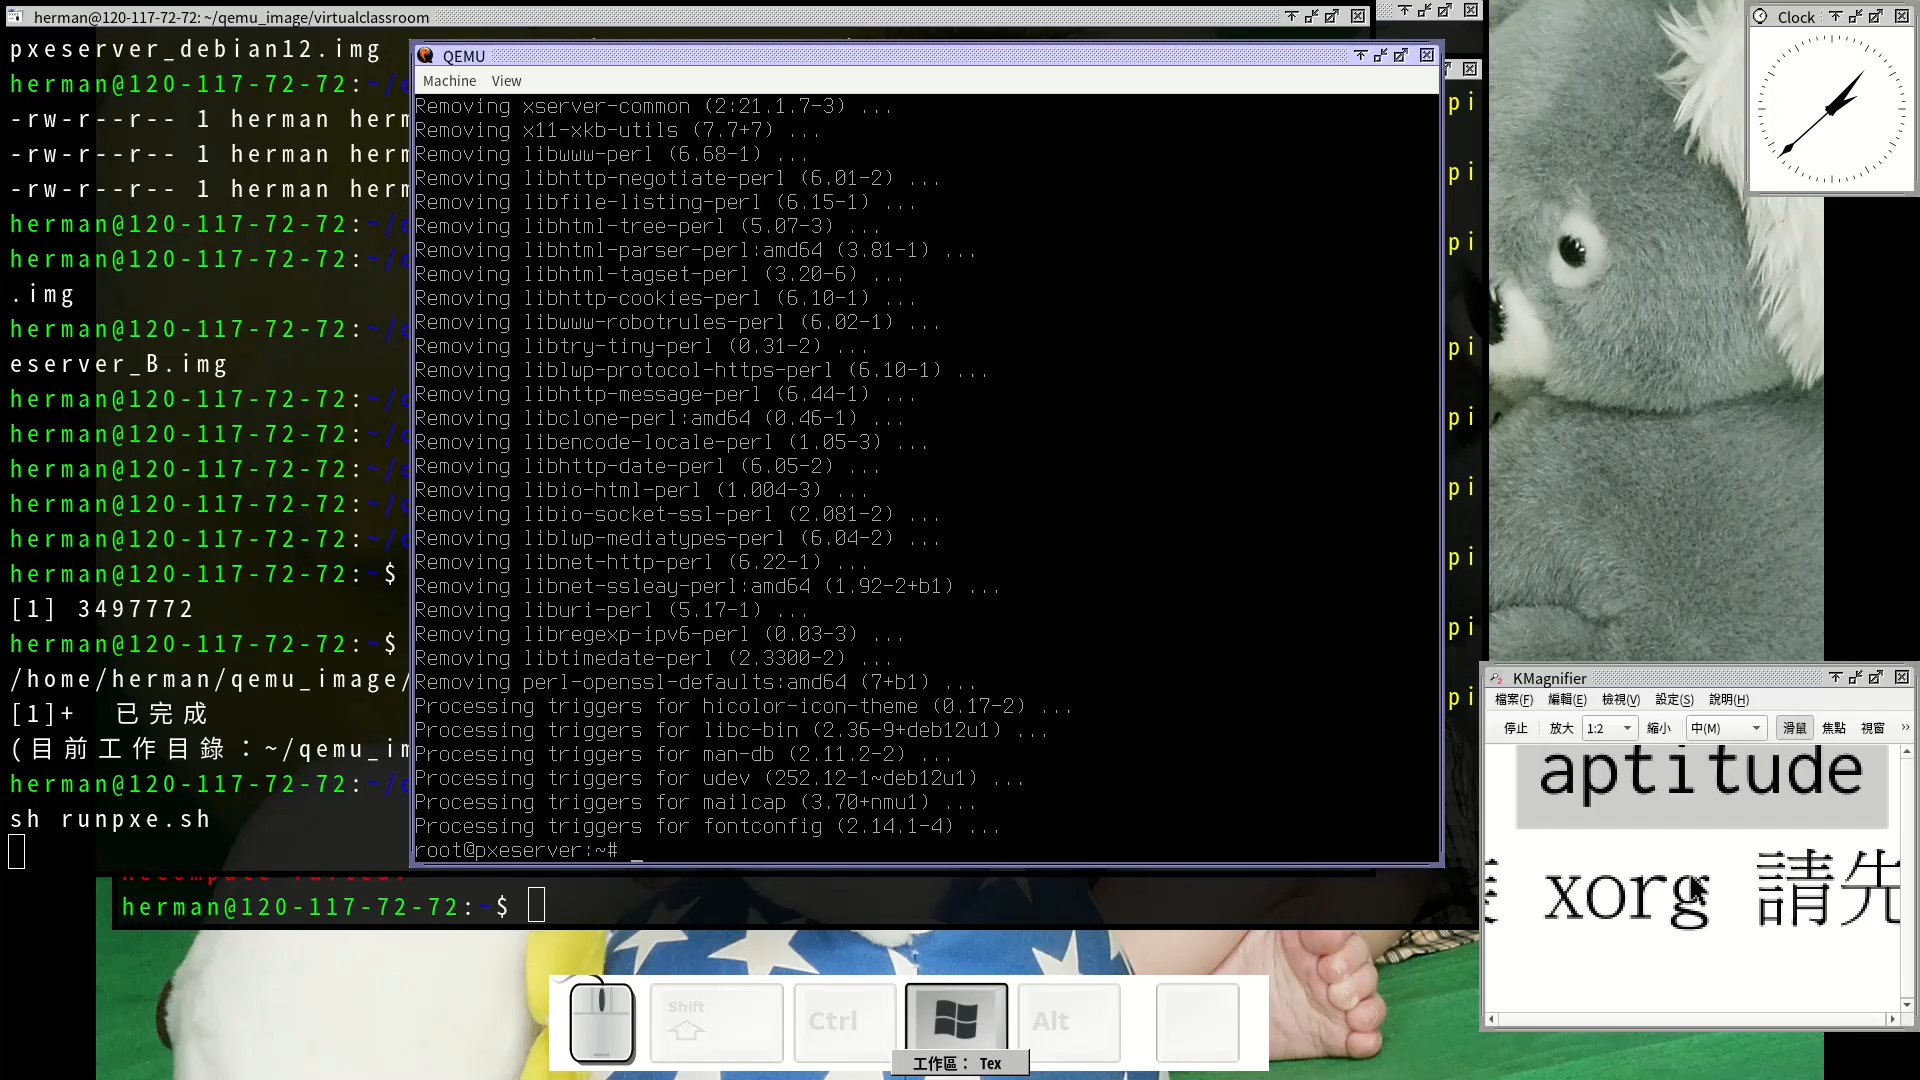 herman@120-117-72-72: ~/qemu_image/virtualclassroom
pxeserver_debian12.img
herman@120-117-72-72:~/
-rw-r--r-- 1 herman herm
-rw-r--r-- 1 herman herm
-rw-r--r-- 1 herman herm
herman@120-117-72-72:~/
herman@120-117-72-72:~/
.img
herman@120-117-72-72:~/
eserver_B.img
herman@120-117-72-72:~/
herman@120-117-72-72:~/
herman@120-117-72-72:~/
herman@120-117-72-72:~/
herman@120-117-72-72:~/
herman@120-117-72-72:~$
[1] 3497772
herman@120-117-72-72:~$
/home/herman/qemu_image/
[1]+ 已完成
(目前工作目錄：~/qemu_im
herman@120-117-72-72:~/
sh runpxe.sh
QEMU
Machine View
Removing xserver-common (2:21.1.7-3) ...
Removing x11-xkb-utils (7.7+7) ...
Removing libwww-perl (6.68-1) ...
Removing libhttp-negotiate-perl (6.01-2) ...
Removing libfile-listing-perl (6.15-1) ...
Removing libhtml-tree-perl (5.07-3) ...
Removing libhtml-parser-perl:amd64 (3.81-1) ...
Removing libhtml-tagset-perl (3.20-6) ...
Removing libhttp-cookies-perl (6.10-1) ...
Removing libwww-robotrules-perl (6.02-1) ...
Removing libtry-tiny-perl (0.31-2) ...
Removing liblwp-protocol-https-perl (6.10-1) ...
Removing libhttp-message-perl (6.44-1) ...
Removing libclone-perl:amd64 (0.46-1) ...
Removing libencode-locale-perl (1.05-3) ...
Removing libhttp-date-perl (6.05-2) ...
Removing libio-html-perl (1.004-3) ...
Removing libio-socket-ssl-perl (2.081-2) ...
Removing liblwp-mediatypes-perl (6.04-2) ...
Removing libnet-http-perl (6.22-1) ...
Removing libnet-ssleay-perl:amd64 (1.92-2+b1) ...
Removing liburi-perl (5.17-1) ...
Removing libregexp-ipv6-perl (0.03-3) ...
Removing libtimedate-perl (2.3300-2) ...
Removing perl-openssl-defaults:amd64 (7+b1) ...
Processing triggers for hicolor-icon-theme (0.17-2) ...
Processing triggers for libc-bin (2.36-9+deb12u1) ...
Processing triggers for man-db (2.11.2-2) ...
Processing triggers for udev (252.12-1~deb12u1) ...
Processing triggers for mailcap (3.70+nmu1) ...
Processing triggers for fontconfig (2.14.1-4) ...
root@pxeserver:~# _
pi
pi
pi
pi
pi
pi
pi
pi
pi
herman@120-117-72-72:~$
Clock
KMagnifier
檔案(F) 編輯(E) 檢視(V) 設定(S) 說明(H)
停止 放大 1:2 縮小 中(M) 滑鼠 焦點 視窗 »
aptitude
xorg 請先
Shift
Ctrl
Alt
工作區： Tex